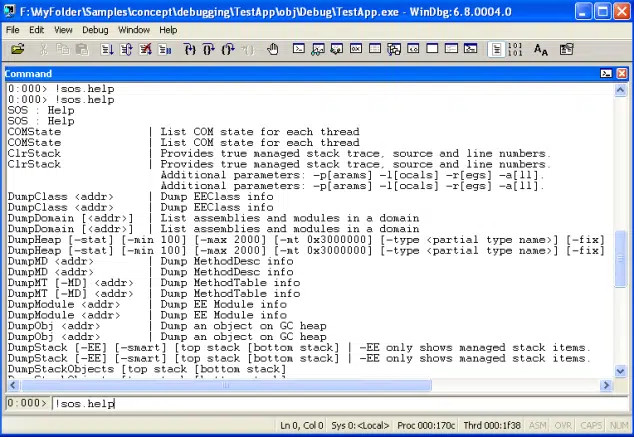 F:\MyFolder\Samples\concept\debugging\TestApp\obj\Debug\TestApp.exe - WinDbg:6.8.0004.0
File Edit View Debug Window Help
101
101
AA
Command
0:000> !sos.help
0:000> !sos.help
SOS : Help
SOS : Help
COMState | List COM state for each thread
COMState | List COM state for each thread
ClrStack | Provides true managed stack trace, source and line numbers.
ClrStack | Provides true managed stack trace, source and line numbers.
Additional parameters: -p[arams] -l[ocals] -r[egs] -a[ll].
Additional parameters: -p[arams] -l[ocals] -r[egs] -a[ll].
DumpClass <addr> | Dump EEClass info
DumpClass <addr> | Dump EEClass info
DumpDomain [<addr>] | List assemblies and modules in a domain
DumpDomain [<addr>] | List assemblies and modules in a domain
DumpHeap [-stat] [-min 100] [-max 2000] [-mt 0x3000000] [-type <partial type name>] [-fix]
DumpHeap [-stat] [-min 100] [-max 2000] [-mt 0x3000000] [-type <partial type name>] [-fix]
DumpMD <addr> | Dump MethodDesc info
DumpMD <addr> | Dump MethodDesc info
DumpMT [-MD] <addr> | Dump MethodTable info
DumpMT [-MD] <addr> | Dump MethodTable info
DumpModule <addr> | Dump EE Module info
DumpModule <addr> | Dump EE Module info
DumpObj <addr> | Dump an object on GC heap
DumpObj <addr> | Dump an object on GC heap
DumpStack [-EE] [-smart] [top stack [bottom stack] | -EE only shows managed stack items.
DumpStack [-EE] [-smart] [top stack [bottom stack] | -EE only shows managed stack items.
DumpStackObjects [top stack [bottom stack]
0:000> !sos.help
Ln 0, Col 0 Sys 0:<Local> Proc 000:170c Thrd 000:1f38 ASM OVR CAPS NUM